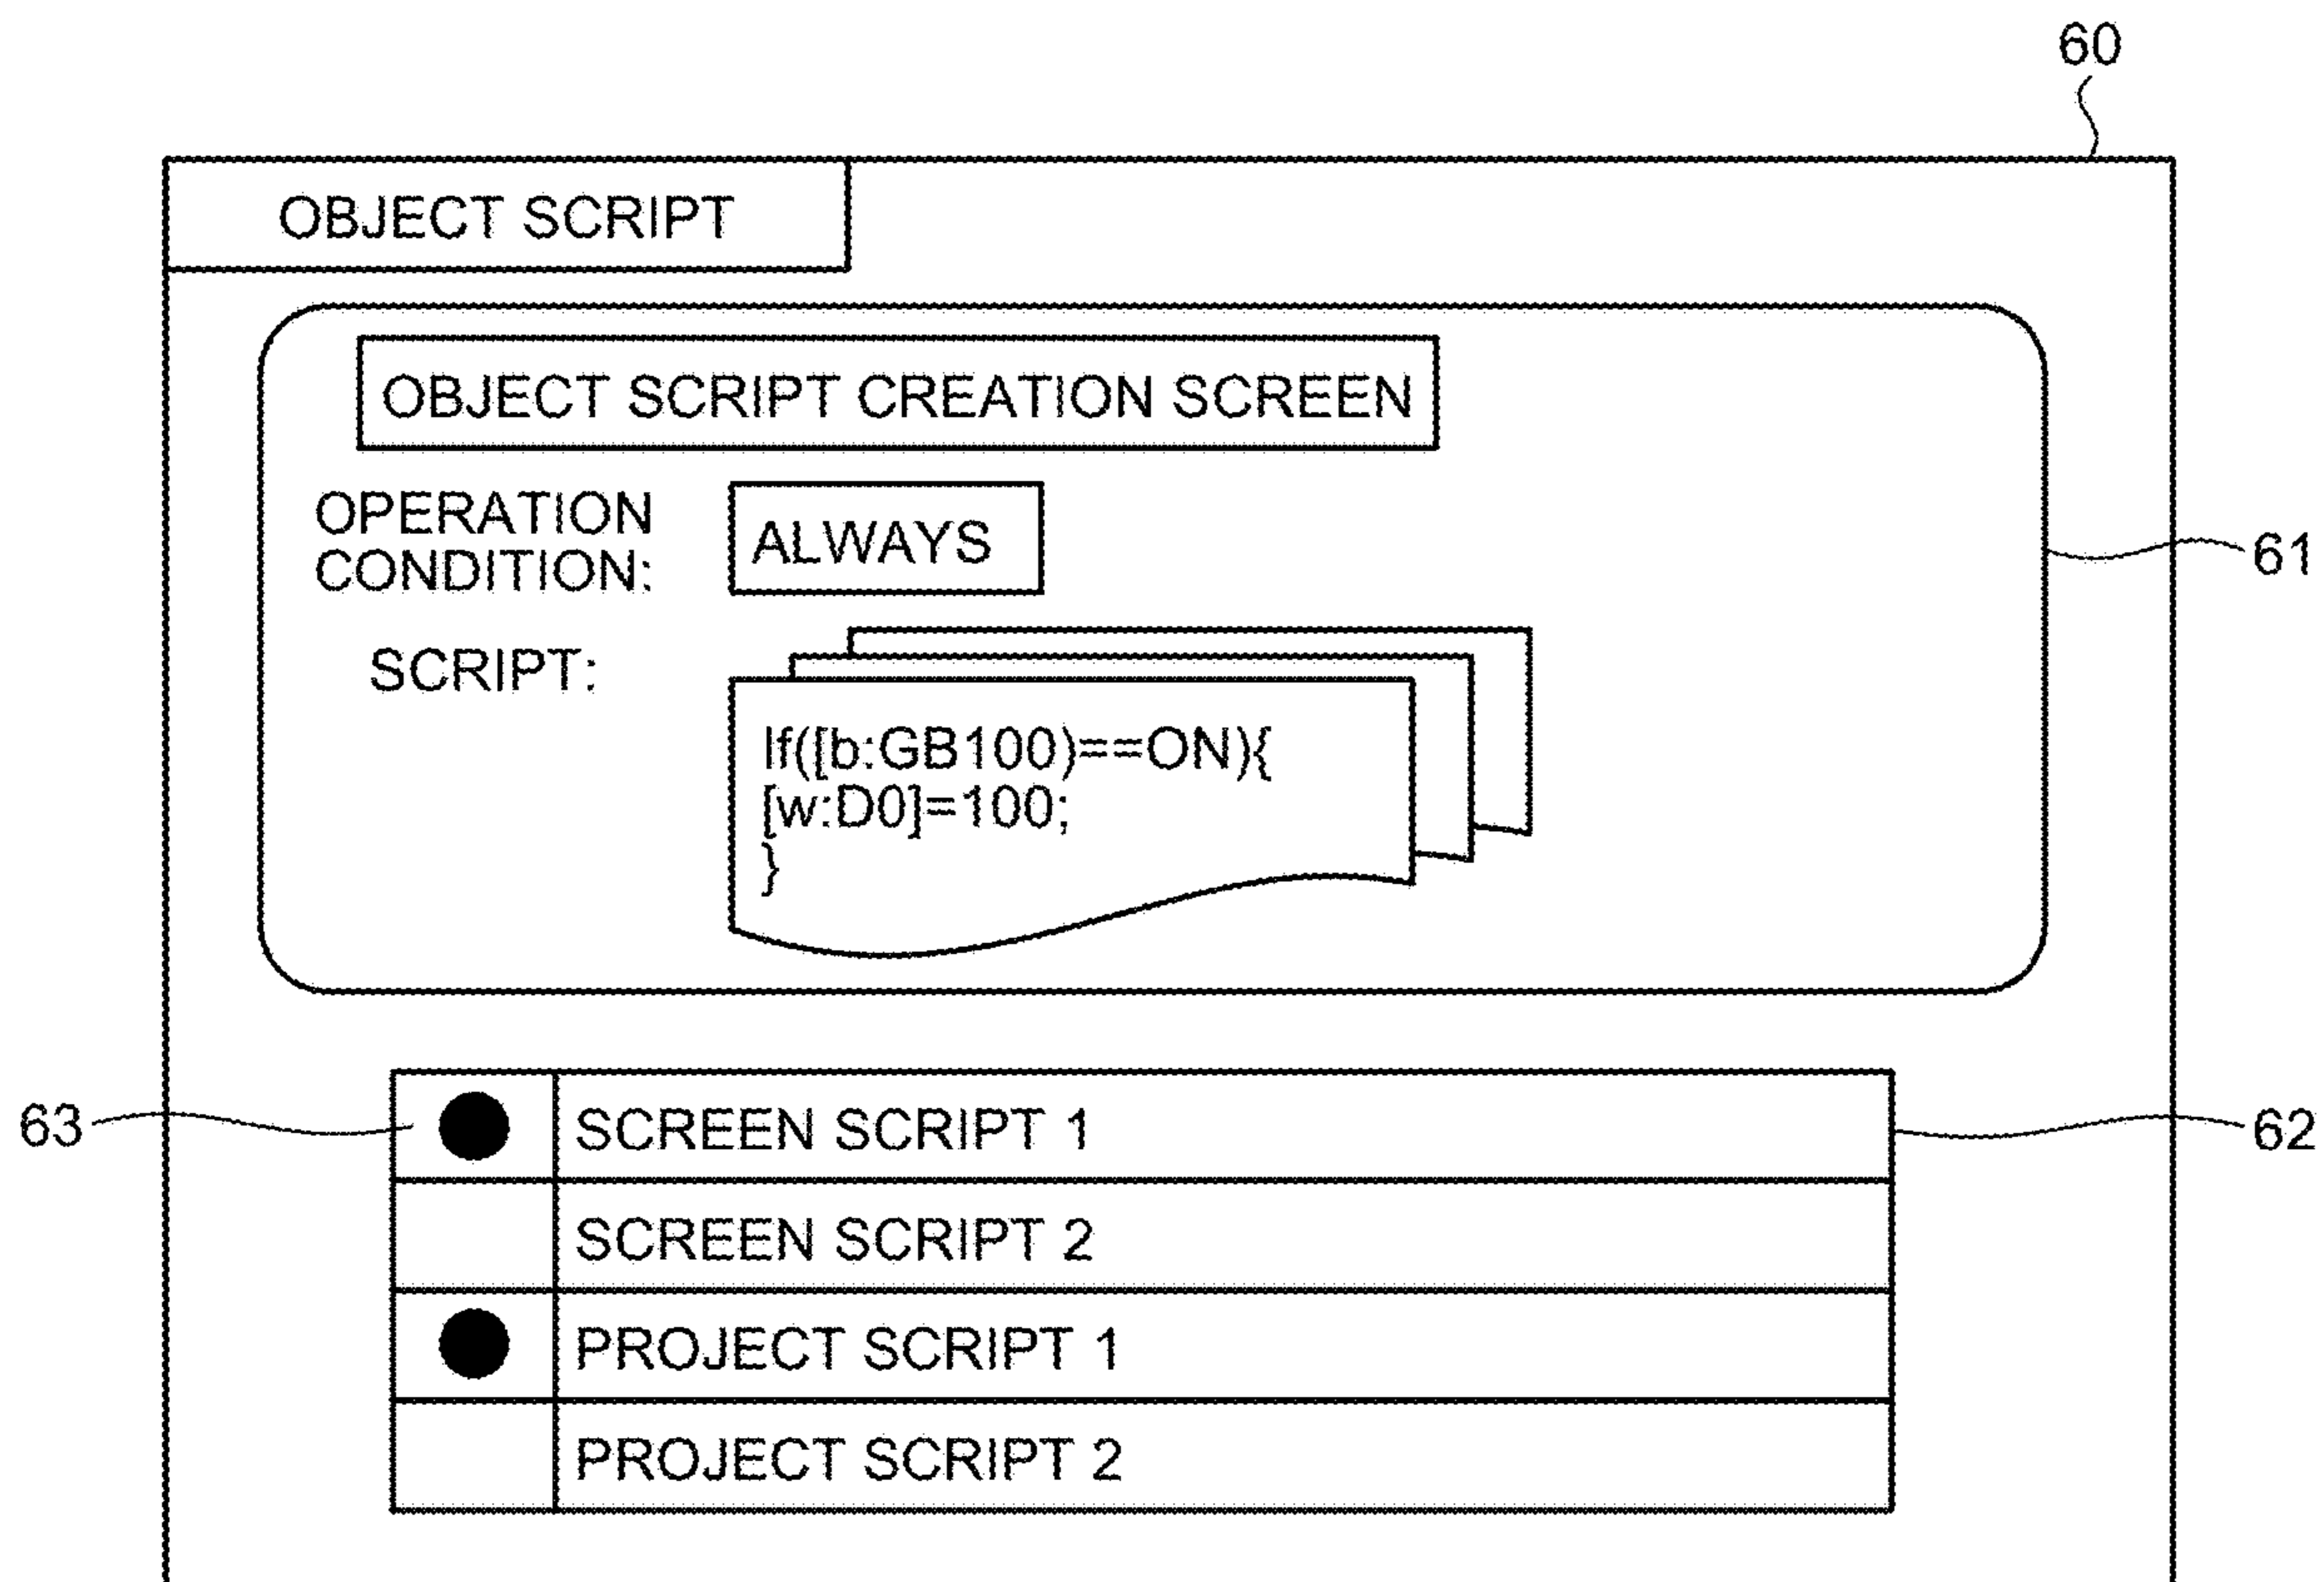 60
OBJECT SCRIPT
OBJECT SCRIPT CREATION SCREEN
OPERATION
CONDITION:
ALWAYS
61
SCRIPT:
If([b:GB100)==ON){
[w:D0]=100;
}
63
SCREEN SCRIPT 1
62
SCREEN SCRIPT 2
PROJECT SCRIPT 1
PROJECT SCRIPT 2